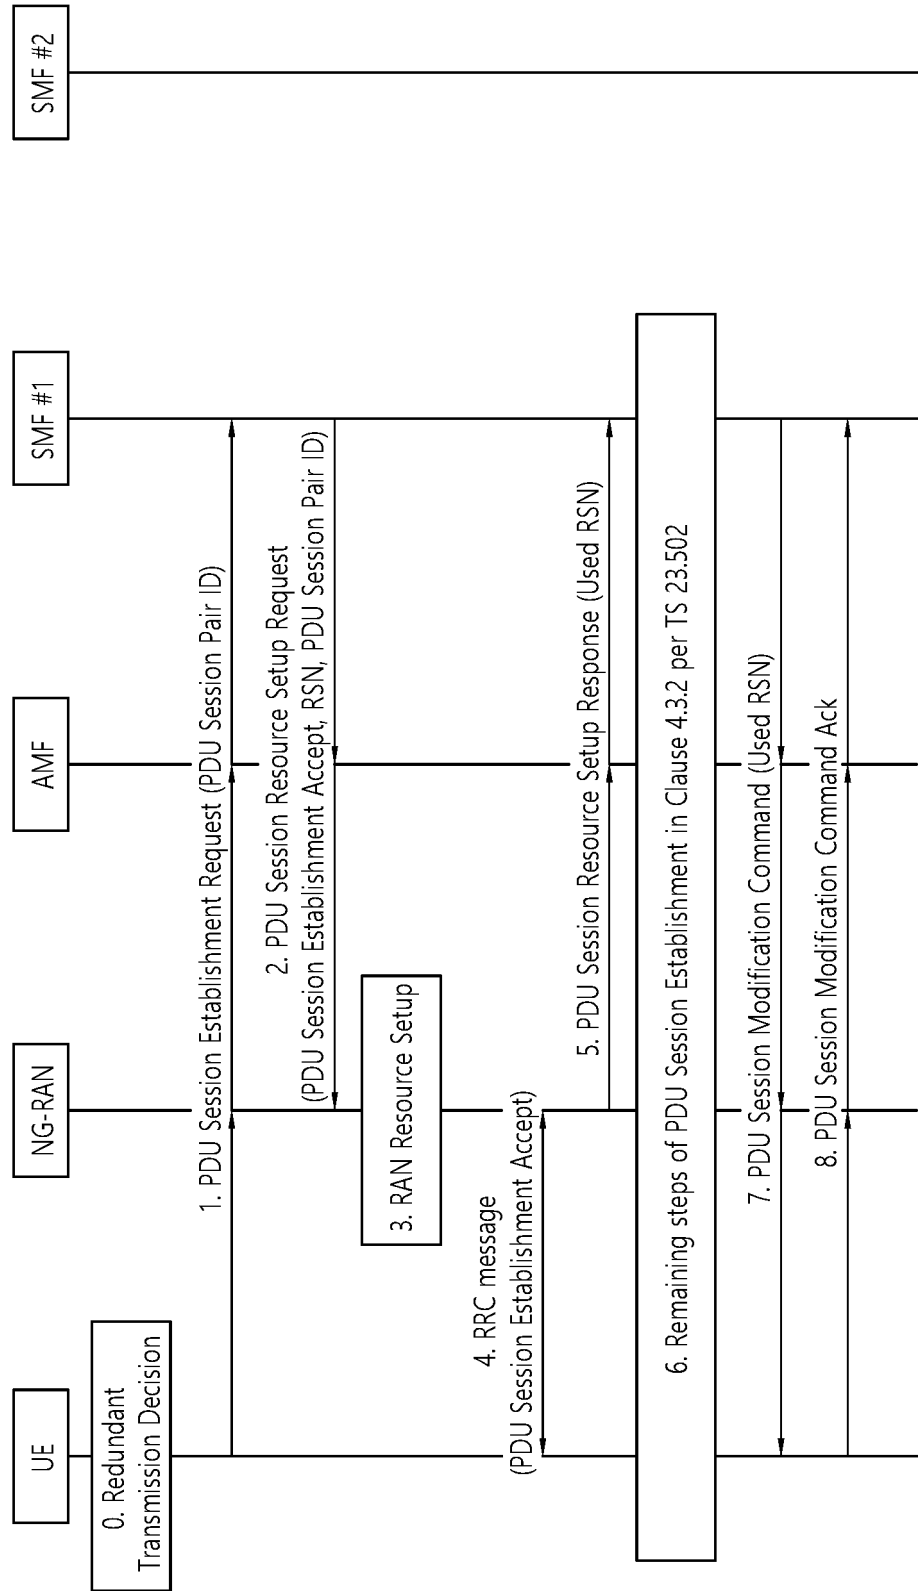 UE
NG-RAN
AMF
SMF #1
SMF #2
0. Redundant
Transmission Decision
1. PDU Session Establishment Request (PDU Session Pair ID)
2. PDU Session Resource Setup Request
(PDU Session Establishment Accept, RSN, PDU Session Pair ID)
3. RAN Resource Setup
4. RRC message
(PDU Session Establishment Accept)
5. PDU Session Resource Setup Response (Used RSN)
6. Remaining steps of PDU Session Establishment in Clause 4.3.2 per TS 23.502
7. PDU Session Modification Command (Used RSN)
8. PDU Session Modification Command Ack